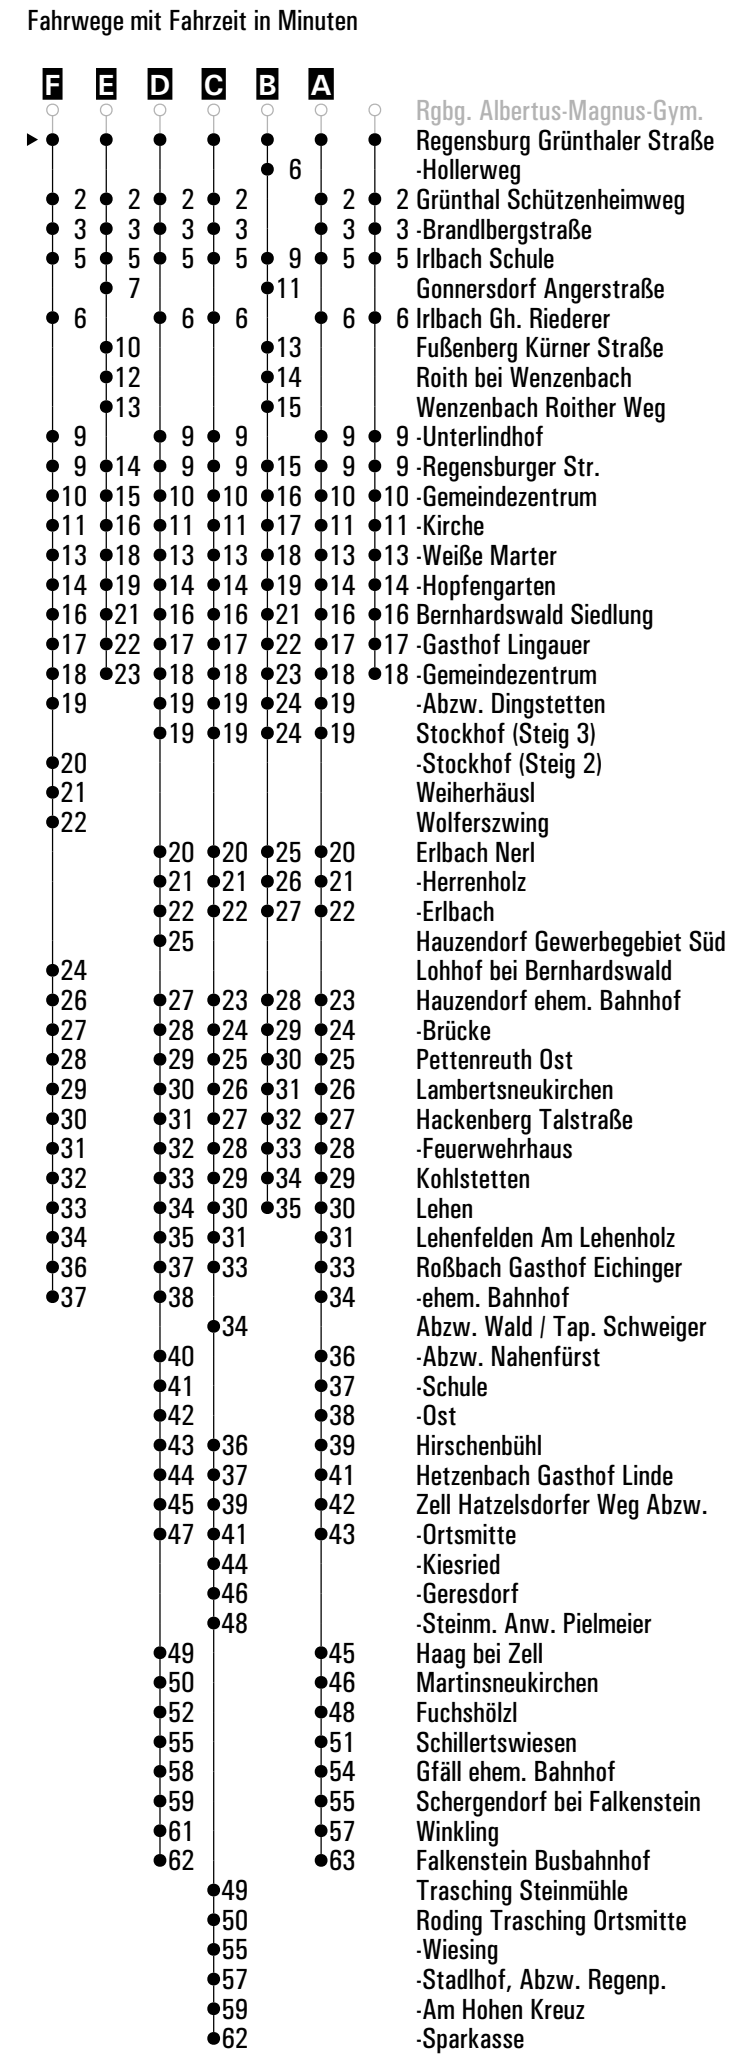 Fahrwege mit Fahrzeit in Minuten
F E D C B A
Rgbg. Albertus-Magnus-Gym.
Regensburg Grünthaler Straße
6 -Hollerweg
2 2 2 2 2 2 Grünthal Schützenheimweg
3 3 3 3 3 3 -Brandlbergstraße
5 5 5 5 9 5 5 Irlbach Schule
7 11 Gonnersdorf Angerstraße
6 6 6 6 6 Irlbach Gh. Riederer
10 13 Fußenberg Kürner Straße
12 14 Roith bei Wenzenbach
13 15 Wenzenbach Roither Weg
9 9 9 9 9 -Unterlindhof
9 14 9 9 15 9 9 -Regensburger Str.
10 15 10 10 16 10 10 -Gemeindezentrum
11 16 11 11 17 11 11 -Kirche
13 18 13 13 18 13 13 -Weiße Marter
14 19 14 14 19 14 14 -Hopfengarten
16 21 16 16 21 16 16 Bernhardswald Siedlung
17 22 17 17 22 17 17 -Gasthof Lingauer
18 23 18 18 23 18 18 -Gemeindezentrum
19 19 19 24 19 -Abzw. Dingstetten
19 19 24 19 Stockhof (Steig 3)
20 -Stockhof (Steig 2)
21 Weiherhäusl
22 Wolferszwing
20 20 25 20 Erlbach Nerl
21 21 26 21 -Herrenholz
22 22 27 22 -Erlbach
25 Hauzendorf Gewerbegebiet Süd
24 Lohhof bei Bernhardswald
26 27 23 28 23 Hauzendorf ehem. Bahnhof
27 28 24 29 24 -Brücke
28 29 25 30 25 Pettenreuth Ost
29 30 26 31 26 Lambertsneukirchen
30 31 27 32 27 Hackenberg Talstraße
31 32 28 33 28 -Feuerwehrhaus
32 33 29 34 29 Kohlstetten
33 34 30 35 30 Lehen
34 35 31 31 Lehenfelden Am Lehenholz
36 37 33 33 Roßbach Gasthof Eichinger
37 38 34 -ehem. Bahnhof
34 Abzw. Wald / Tap. Schweiger
40 36 -Abzw. Nahenfürst
41 37 -Schule
42 38 -Ost
43 36 39 Hirschenbühl
44 37 41 Hetzenbach Gasthof Linde
45 39 42 Zell Hatzelsdorfer Weg Abzw.
47 41 43 -Ortsmitte
44 -Kiesried
46 -Geresdorf
48 -Steinm. Anw. Pielmeier
49 45 Haag bei Zell
50 46 Martinsneukirchen
52 48 Fuchshölzl
55 51 Schillertswiesen
58 54 Gfäll ehem. Bahnhof
59 55 Schergendorf bei Falkenstein
61 57 Winkling
62 63 Falkenstein Busbahnhof
49 Trasching Steinmühle
50 Roding Trasching Ortsmitte
55 -Wiesing
57 -Stadlhof, Abzw. Regenp.
59 -Am Hohen Kreuz
62 -Sparkasse